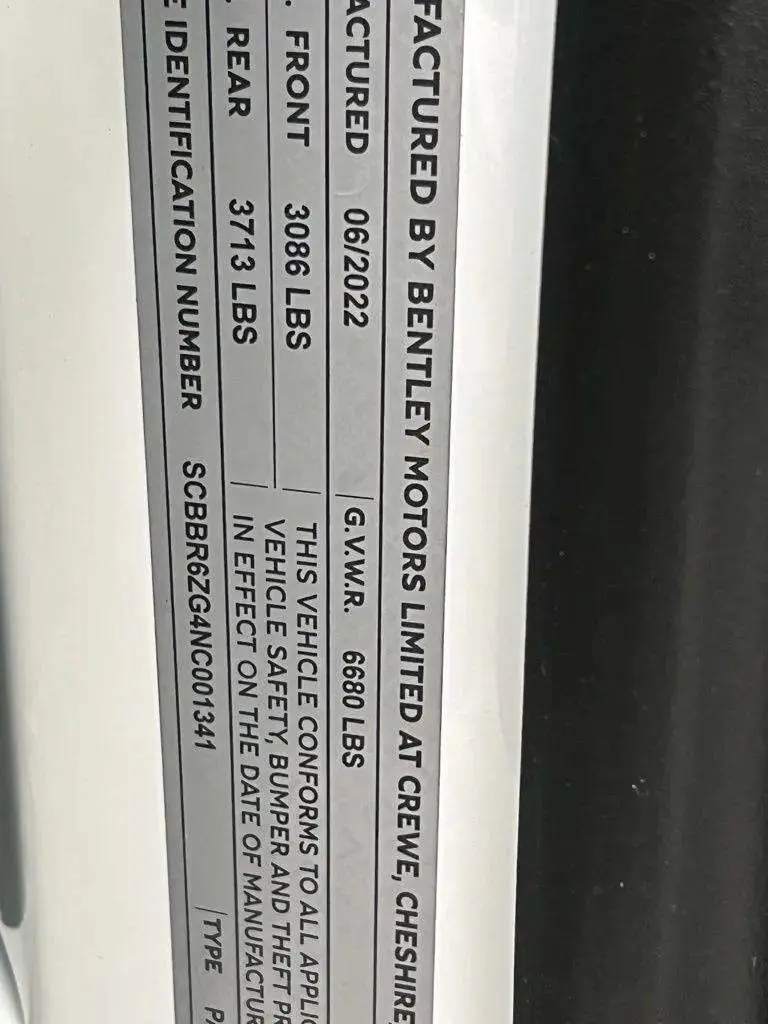 FACTURED BY BENTLEY MOTORS LIMITED AT CREWE, CHESHIRE,
ACTURED 06/2022 G.V.W.R. 6680 LBS
. FRONT 3086 LBS THIS VEHICLE CONFORMS TO ALL APPLIC
VEHICLE SAFETY, BUMPER AND THEFT PR
. REAR 3713 LBS IN EFFECT ON THE DATE OF MANUFACTUR
E IDENTIFICATION NUMBER SCBBR6ZG4NC001341 TYPE PA